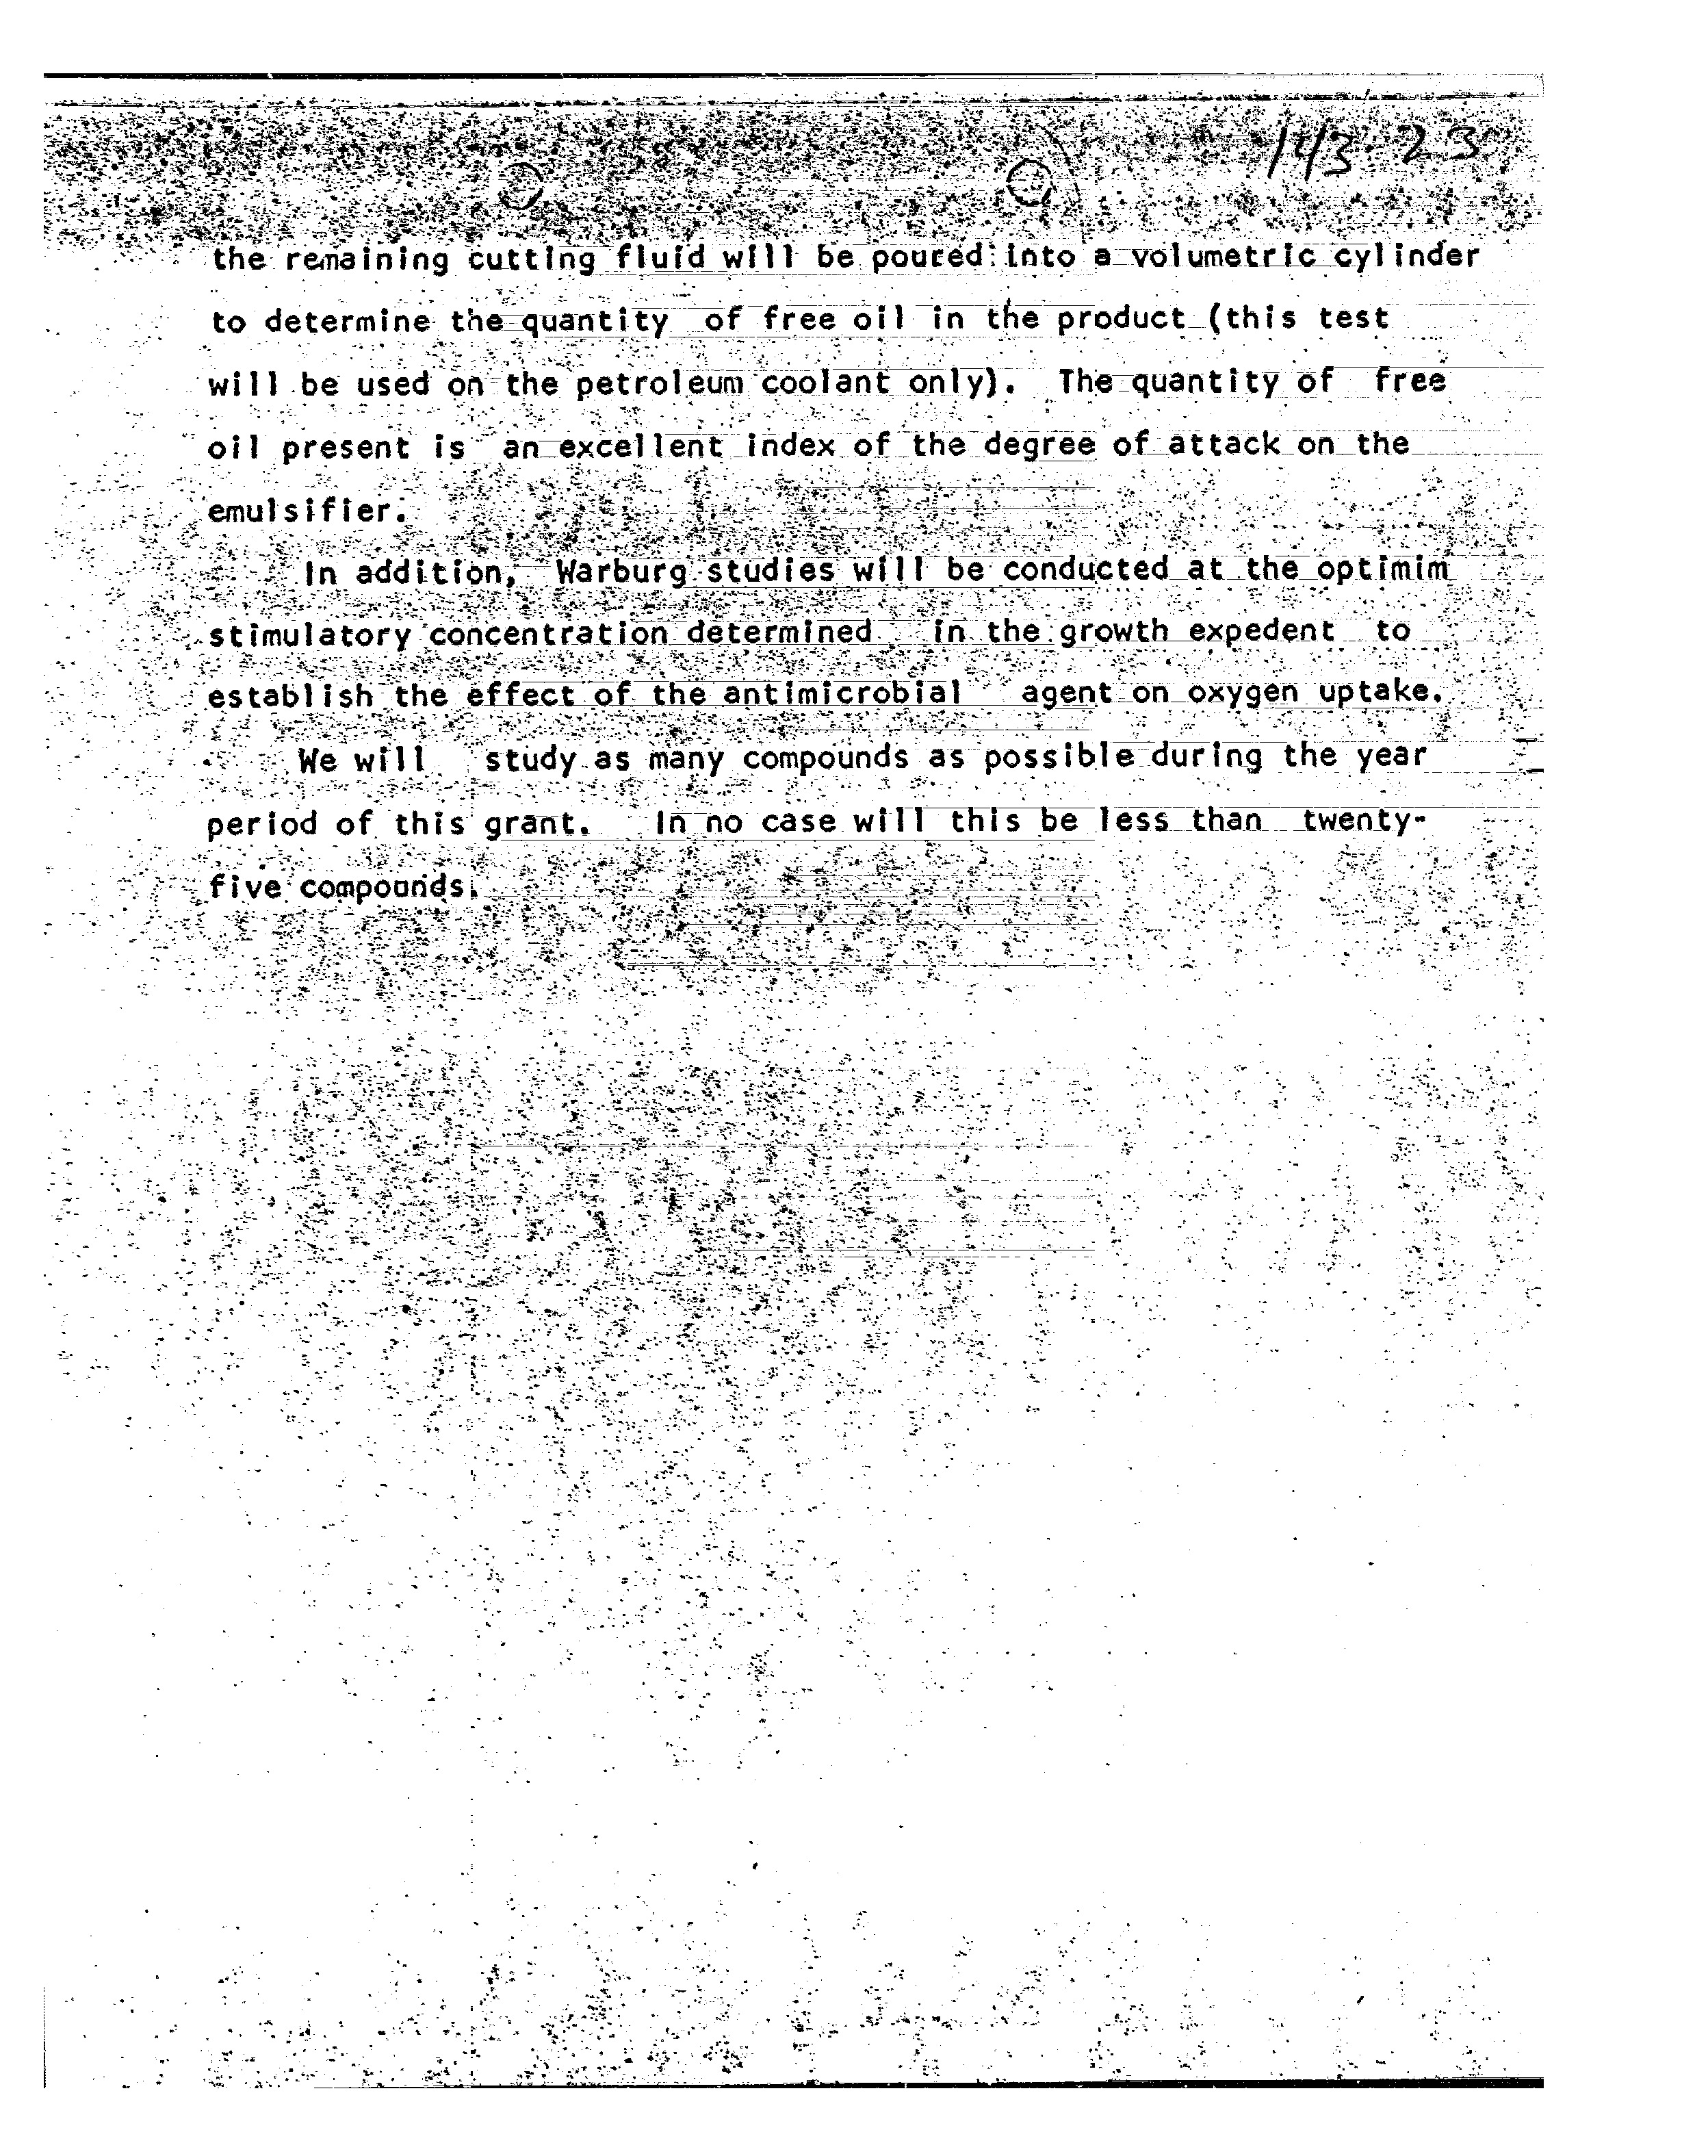 143-23
the remaining cutting fluid will be poured into a volumetric cylinder
to determine the quantity of free oil in the product (this test
will be used on the petroleum coolant only). The quantity of free
oil present is an excellent index of the degree of attack on the
emulsifier.
In addition, Warburg studies will be conducted at the optimim
stimulatory concentration determined in the growth expedent to
establish the effect of the antimicrobial agent on oxygen uptake.
We will study as many compounds as possible during the year
period of this grant. In no case will this be less than twenty-
five compounds.